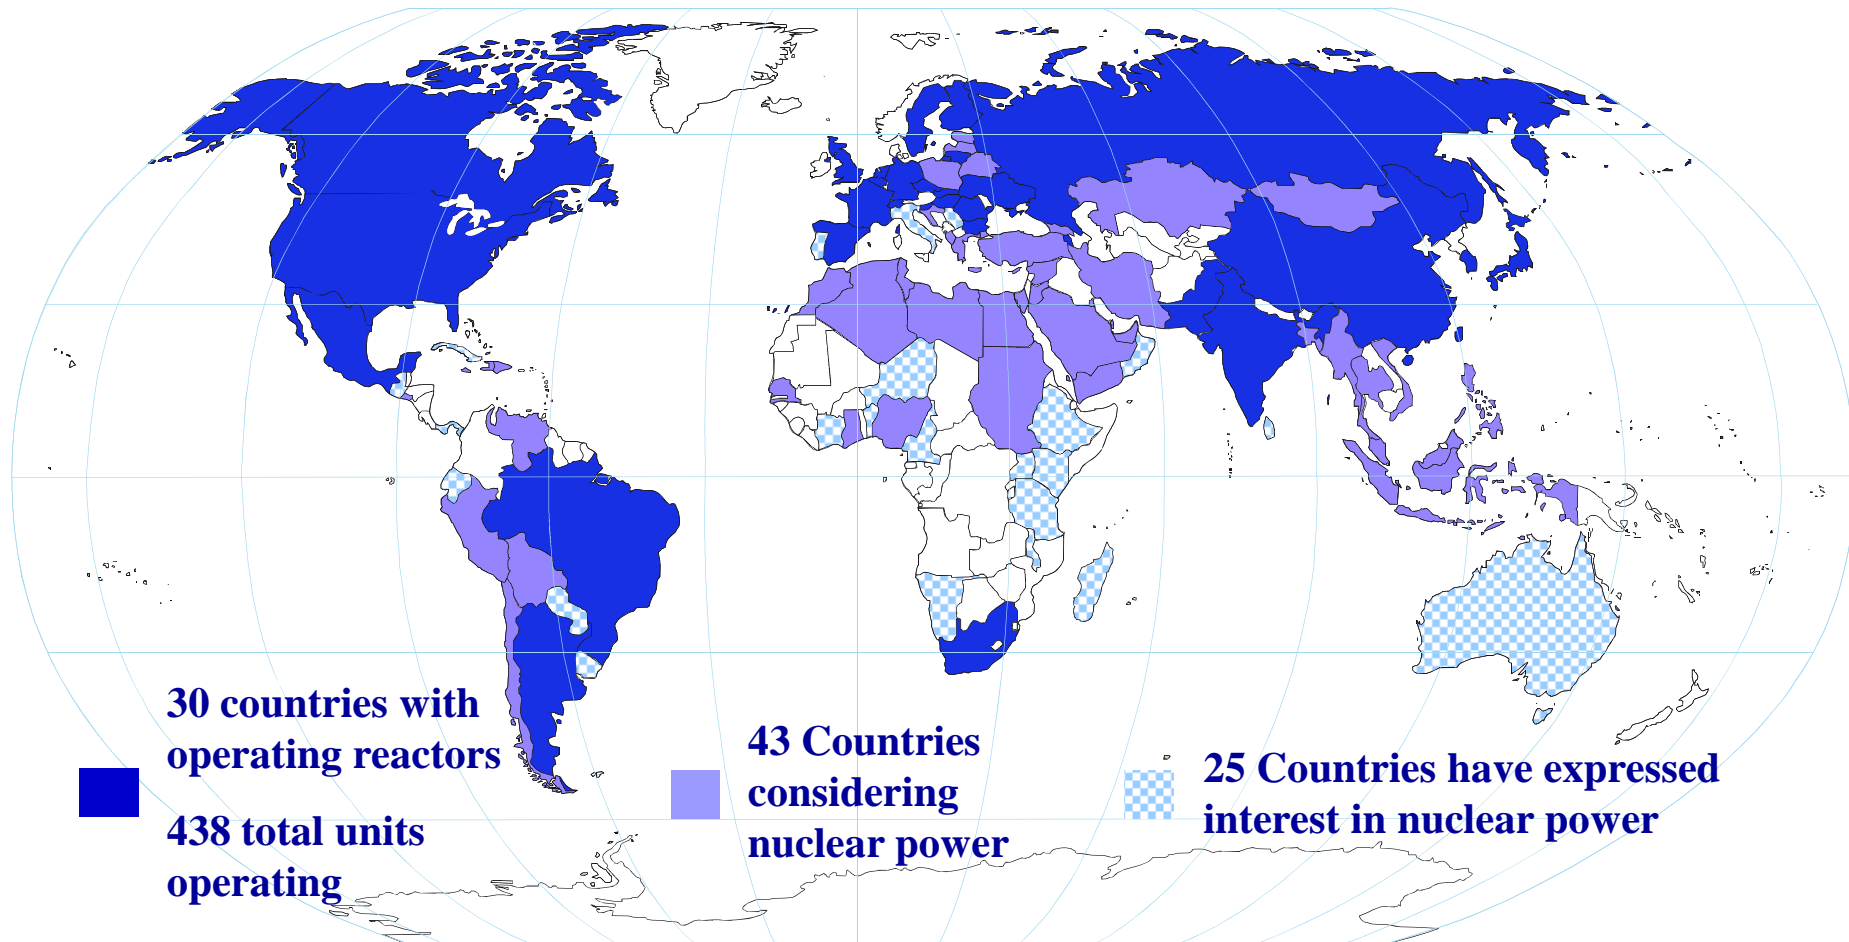 30 countries with
operating reactors
438 total units
operating
43 Countries
considering
nuclear power
25 Countries have expressed
interest in nuclear power